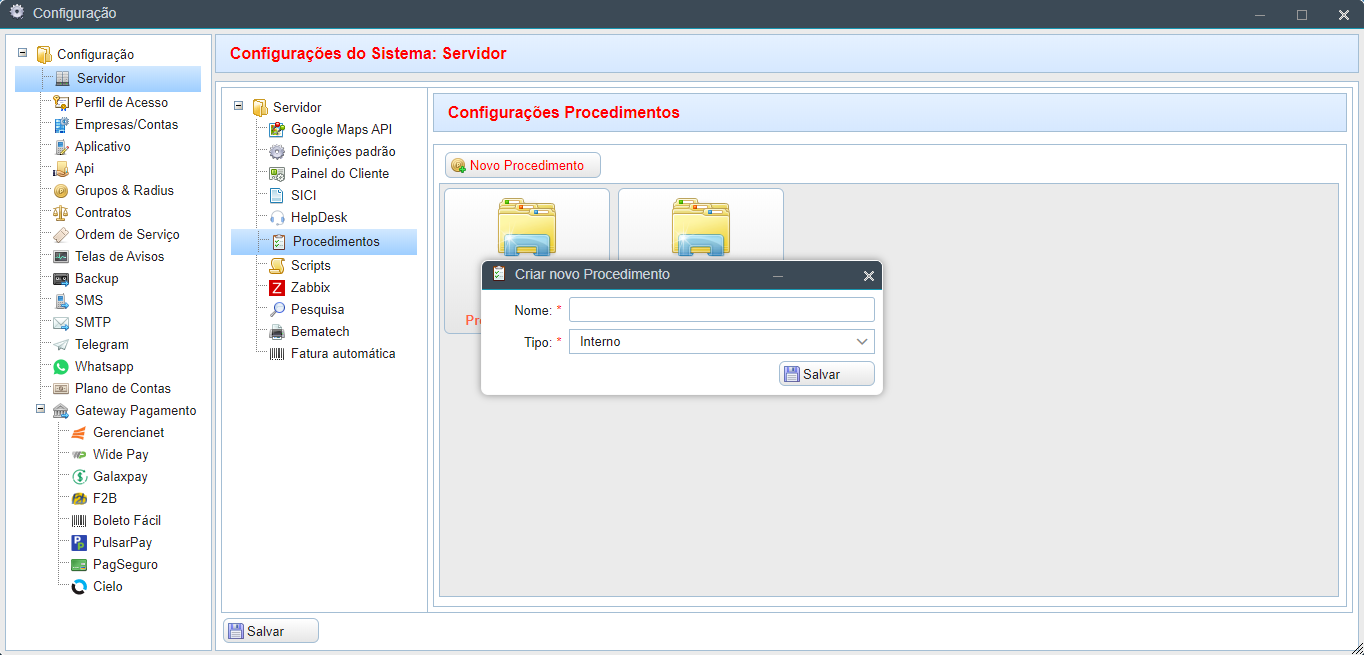 Configuração
Configuração
Servidor
Perfil de Acesso
Empresas/Contas
Aplicativo
Api
Grupos & Radius
Contratos
Ordem de Serviço
Telas de Avisos
Backup
SMS
SMTP
Telegram
Whatsapp
Plano de Contas
Gateway Pagamento
Gerencianet
Wide Pay
Galaxpay
F2B
Boleto Fácil
PulsarPay
PagSeguro
Cielo
Configurações do Sistema: Servidor
Servidor
Google Maps API
Definições padrão
Painel do Cliente
SICI
HelpDesk
Procedimentos
Scripts
Zabbix
Pesquisa
Bematech
Fatura automática
Configurações Procedimentos
Novo Procedimento
Criar novo Procedimento
Nome: *
Tipo: * Interno
Salvar
Salvar